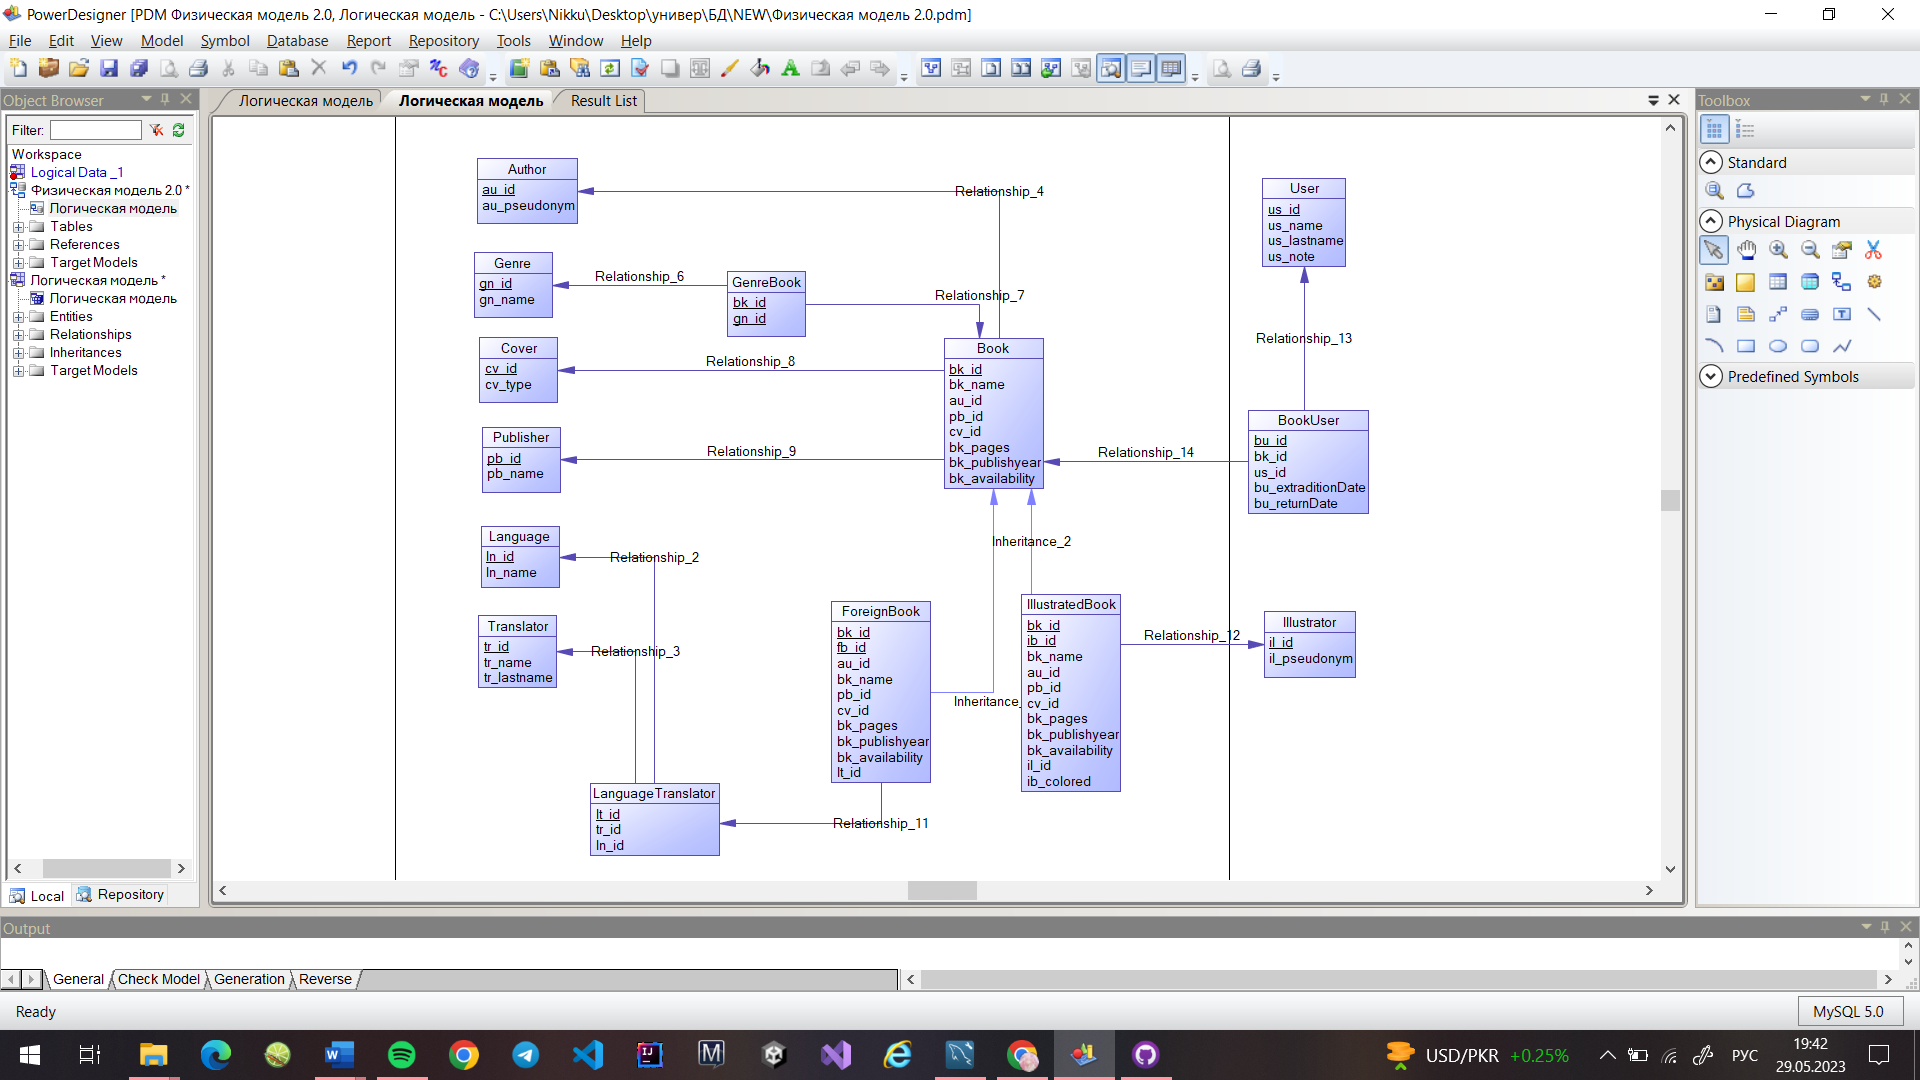 PowerDesigner [PDM Физическая модель 2.0, Логическая модель - C:\Users\Nikku\Desktop\универ\БД\NEW\Физическая модель 2.0.pdm]
File Edit View Model Symbol Database Report Repository Tools Window Help
Object Browser
Filter:
Workspace
Logical Data _1
Физическая модель 2.0 *
Логическая модель
Tables
References
Target Models
Логическая модель *
Логическая модель
Entities
Relationships
Inheritances
Target Models
Local Repository
Логическая модель Логическая модель Result List
Author
au_id
au_pseudonym
Relationship_4
Genre
gn_id
gn_name
Relationship_6
GenreBook
bk_id
gn_id
Relationship_7
Cover
cv_id
cv_type
Relationship_8
Book
bk_id
bk_name
au_id
pb_id
cv_id
bk_pages
bk_publishyear
bk_availability
Publisher
pb_id
pb_name
Relationship_9
User
us_id
us_name
us_lastname
us_note
Relationship_13
BookUser
bu_id
bk_id
us_id
bu_extraditionDate
bu_returnDate
Relationship_14
Language
ln_id
ln_name
Relationship_2
Translator
tr_id
tr_name
tr_lastname
Relationship_3
Inheritance_2
ForeignBook
bk_id
fb_id
au_id
bk_name
pb_id
cv_id
bk_pages
bk_publishyear
bk_availability
lt_id
Inheritance_
IllustratedBook
bk_id
ib_id
bk_name
au_id
pb_id
cv_id
bk_pages
bk_publishyear
bk_availability
il_id
ib_colored
Relationship_12
Illustrator
il_id
il_pseudonym
LanguageTranslator
lt_id
tr_id
ln_id
Relationship_11
Toolbox
Standard
Physical Diagram
Predefined Symbols
Output
General Check Model Generation Reverse
Ready
MySQL 5.0
USD/PKR +0.25%
РУС
19:42
29.05.2023